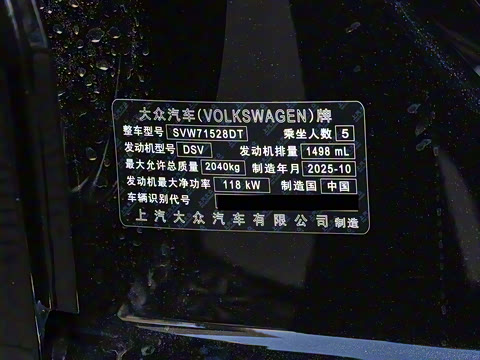 大众汽车(VOLKSWAGEN)牌
整车型号 SVW71528DT 乘坐人数 5
发动机型号 DSV 发动机排量 1498 mL
最大允许总质量 2040kg 制造年月 2025-10
发动机最大净功率 118 kW 制造国 中国
车辆识别代号
上汽大众汽车有限公司 制造